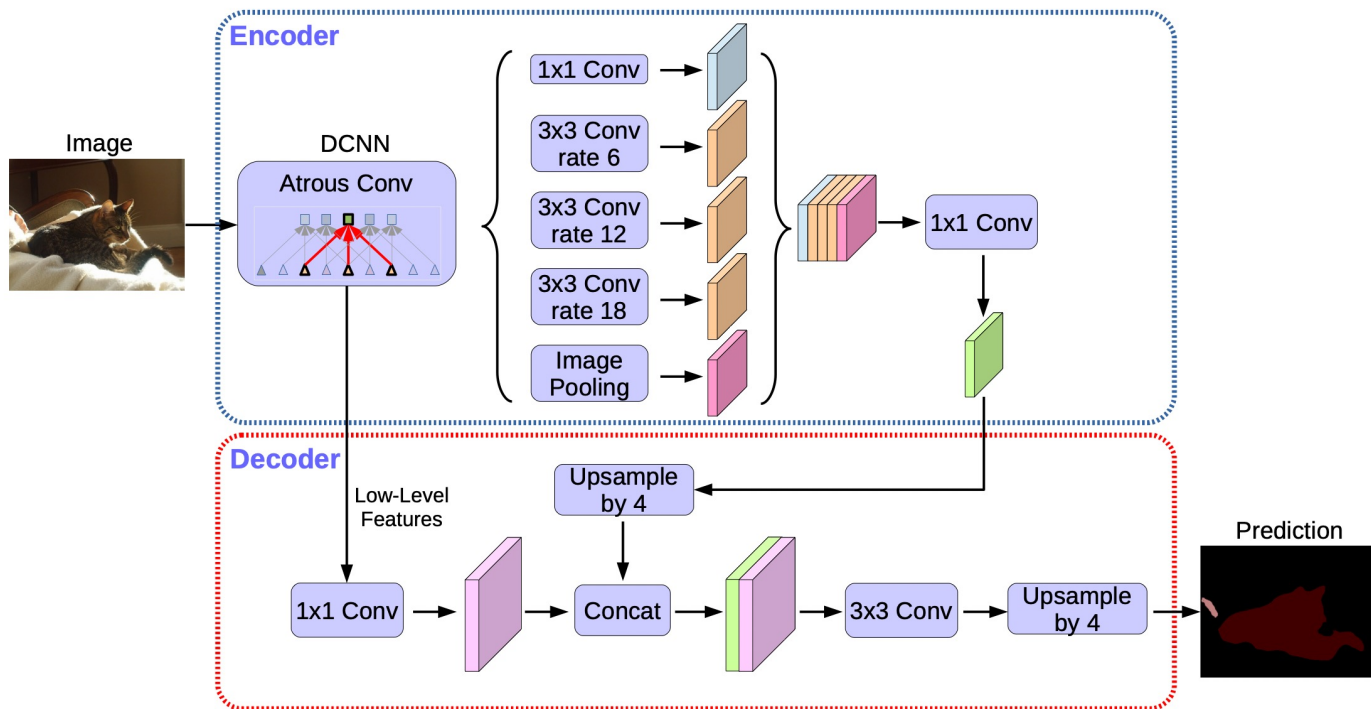 Encoder
1x1 Conv
Image
DCNN
3x3 Conv
rate 6
Atrous Conv
3x3 Conv
rate 12
1x1 Conv
3x3 Conv
rate 18
Image
Pooling
Decoder
Upsample
by 4
Low-Level
Features
Prediction
1x1 Conv
Concat
3x3 Conv
Upsample
by 4